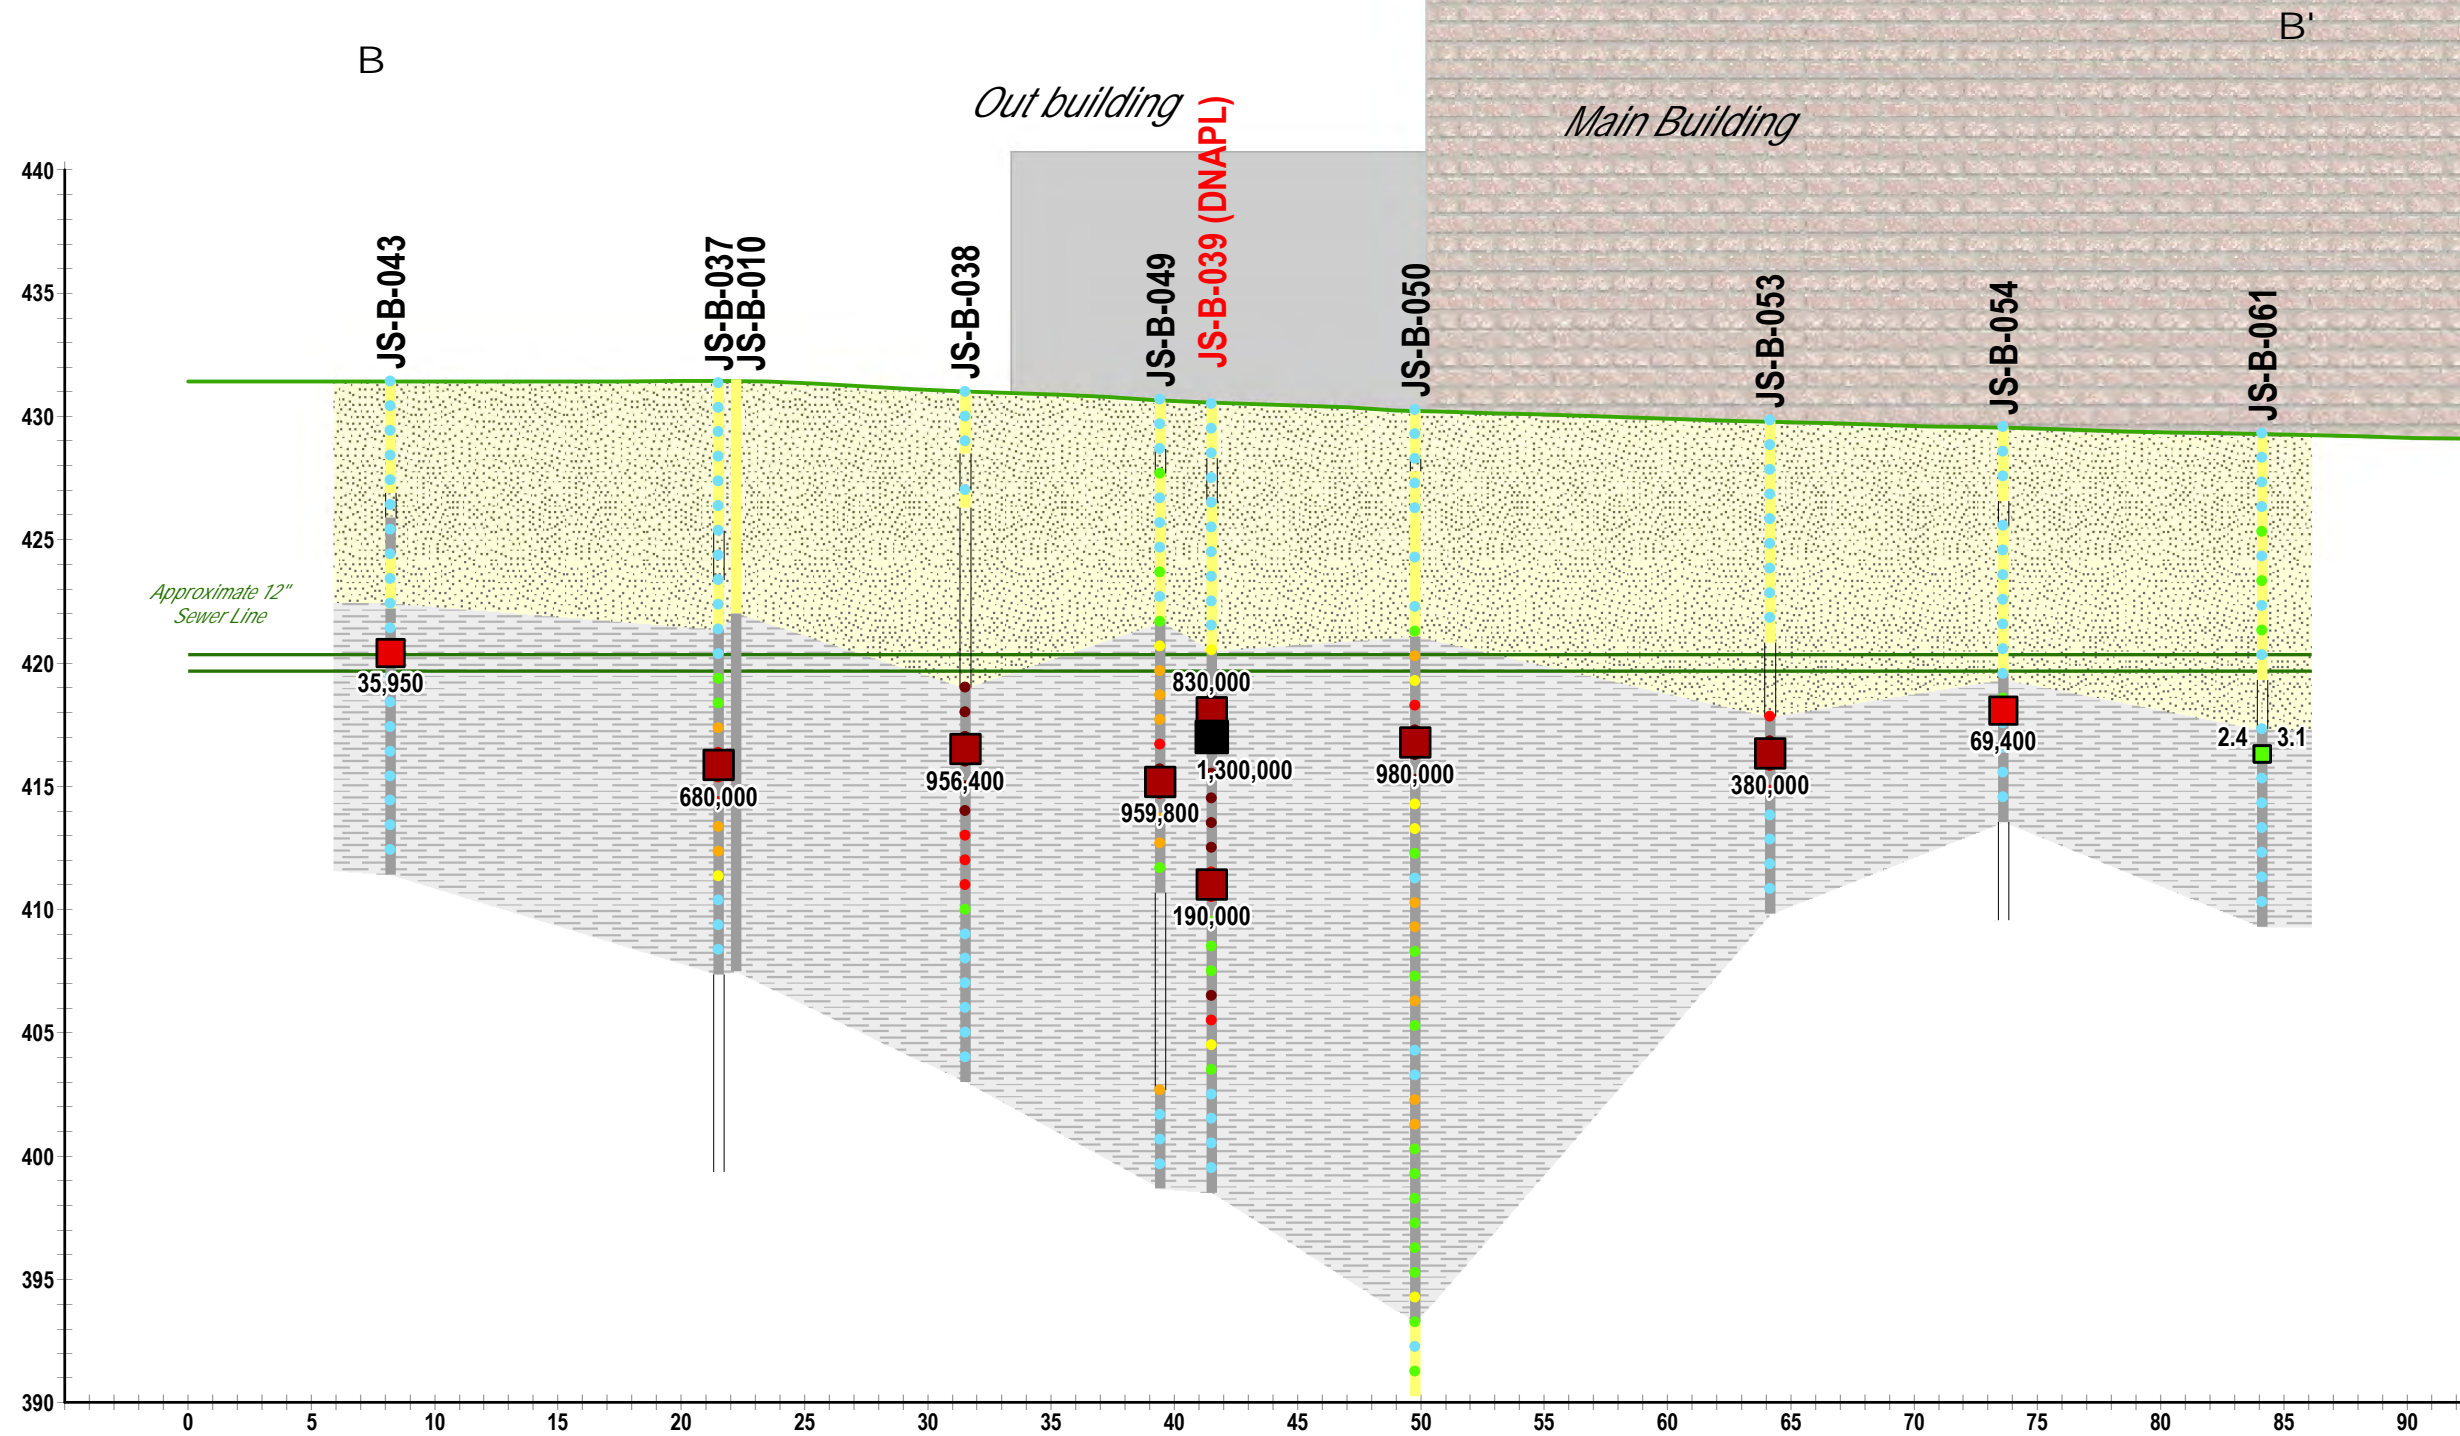 B
B'
Out building
Main Building
JS-B-043
JS-B-037
JS-B-010
JS-B-038
JS-B-049
JS-B-039 (DNAPL)
JS-B-050
JS-B-053
JS-B-054
JS-B-061
440
435
430
425
420
415
410
405
400
395
390
Approximate 12"
Sewer Line
35,950
680,000
956,400
959,800
830,000
1,300,000
190,000
980,000
380,000
69,400
2.4
3.1
0 5 10 15 20 25 30 35 40 45 50 55 60 65 70 75 80 85 90